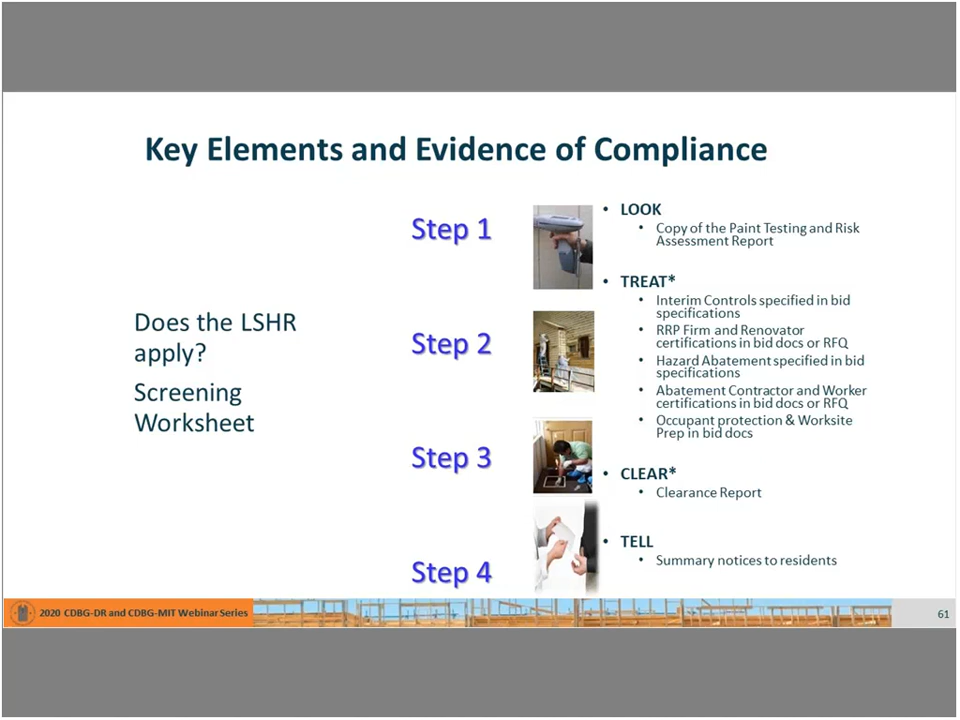 Key Elements and Evidence of Compliance
Does the LSHR
apply?
Screening
Worksheet
Step 1
• LOOK
• Copy of the Paint Testing and Risk
Assessment Report
Step 2
• TREAT*
• Interim Controls specified in bid
specifications
• RRP Firm and Renovator
certifications in bid docs or RFQ
• Hazard Abatement specified in bid
specifications
• Abatement Contractor and Worker
certifications in bid docs or RFQ
• Occupant protection & Worksite
Prep in bid docs
Step 3
• CLEAR*
• Clearance Report
Step 4
• TELL
• Summary notices to residents
2020 CDBG-DR and CDBG-MIT Webinar Series
61